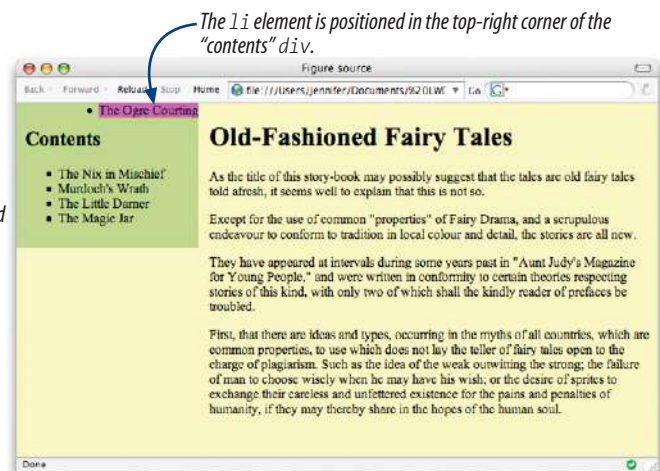 The li element is positioned in the top-right corner of the
“contents” div.
Figure source
Back Forward Reload Stop Home file:///Users/jennifer/Documents/%20LWD Go
• The Ogre Courting
Contents
• The Nix in Mischief
• Murdoch's Wrath
• The Little Darner
• The Magic Jar
d
Old-Fashioned Fairy Tales
As the title of this story-book may possibly suggest that the tales are old fairy tales
told afresh, it seems well to explain that this is not so.
Except for the use of common "properties" of Fairy Drama, and a scrupulous
endeavour to conform to tradition in local colour and detail, the stories are all new.
They have appeared at intervals during some years past in "Aunt Judy's Magazine
for Young People," and were written in conformity to certain theories respecting
stories of this kind, with only two of which shall the kindly reader of prefaces be
troubled.
First, that there are ideas and types, occurring in the myths of all countries, which are
common properties, to use which does not lay the teller of fairy tales open to the
charge of plagiarism. Such as the idea of the weak outwitting the strong; the failure
of man to choose wisely when he may have his wish; or the desire of sprites to
exchange their careless and unfettered existence for the pains and penalties of
humanity, if they may thereby share in the hopes of the human soul.
Done